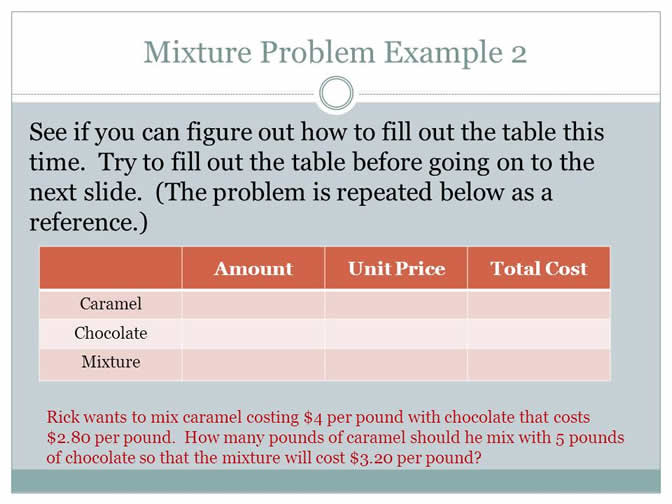 Mixture Problem Example 2
See if you can figure out how to fill out the table this
time.  Try to fill out the table before going on to the
next slide.  (The problem is repeated below as a
reference.)
Amount Unit Price Total Cost
Caramel
Chocolate
Mixture
Rick wants to mix caramel costing $4 per pound with chocolate that costs
$2.80 per pound.  How many pounds of caramel should he mix with 5 pounds
of chocolate so that the mixture will cost $3.20 per pound?